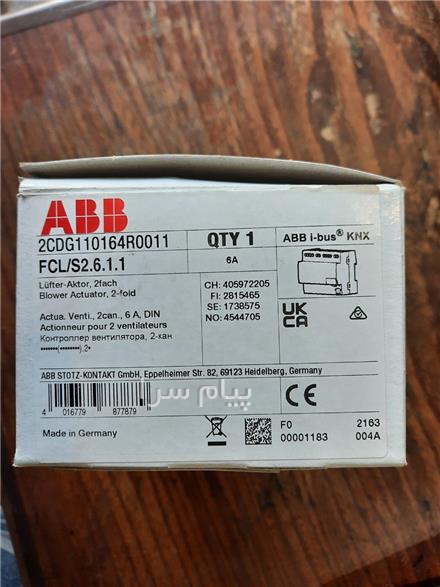 ABB
2CDG110164R0011
FCL/S2.6.1.1
QTY 1
6A
ABB i-bus® KNX
Lüfter-Aktor, 2fach
Blower Actuator, 2-foid
Actua. Venti., 2can., 6 A, DIN
Actionneur pour 2 ventilateurs
Контроллер вентилятора, 2-кан
CH: 405972205
FI: 2815465
SE: 1738575
NO: 4544705
UK
CA
ABB STOTZ-KONTAKT GmbH, Eppelheimer Str. 82, 69123 Heidelberg, Germany
پیام سر
4 016779 877879
CE
Made in Germany
F0 2163
00001183 004A